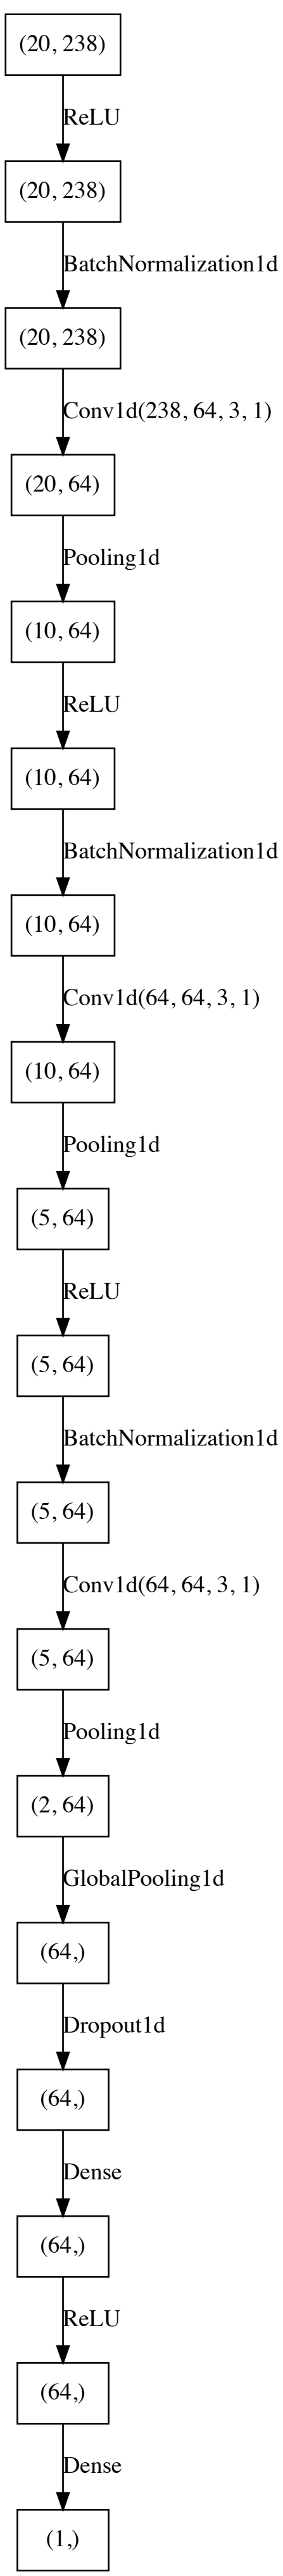 (20, 238)
ReLU
(20, 238)
BatchNormalization1d
(20, 238)
Conv1d(238, 64, 3, 1)
(20, 64)
Pooling1d
(10, 64)
ReLU
(10, 64)
BatchNormalization1d
(10, 64)
Conv1d(64, 64, 3, 1)
(10, 64)
Pooling1d
(5, 64)
ReLU
(5, 64)
BatchNormalization1d
(5, 64)
Conv1d(64, 64, 3, 1)
(5, 64)
Pooling1d
(2, 64)
GlobalPooling1d
(64,)
Dropout1d
(64,)
Dense
(64,)
ReLU
(64,)
Dense
(1,)